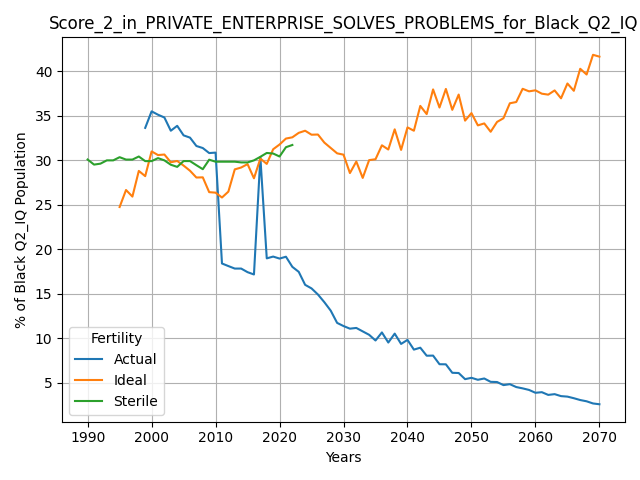 Score_2_in_PRIVATE_ENTERPRISE_SOLVES_PROBLEMS_for_Black_Q2_IQ
% of Black Q2_IQ Population
40
35
30
25
20
15
10
5
Fertility
Actual
Ideal
Sterile
1990 2000 2010 2020 2030 2040 2050 2060 2070
Years